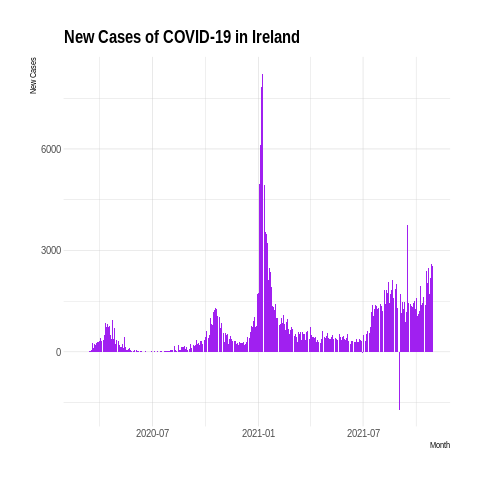 New Cases of COVID-19 in Ireland
New Cases
6000
3000
0
2020-07
2021-01
2021-07
Month